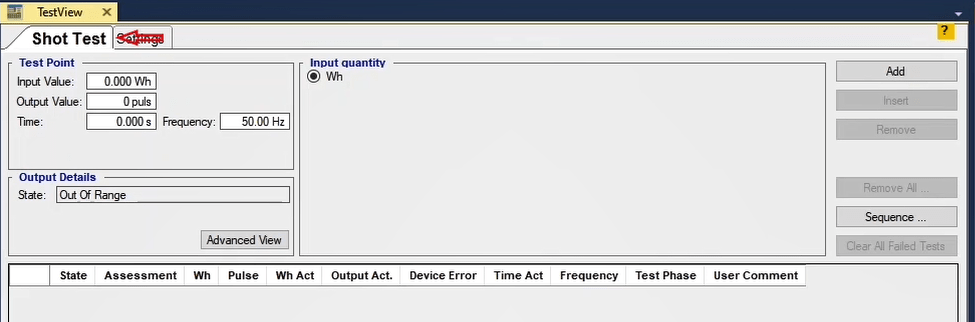 TestView
Shot Test Settings
?
Test Point
Input Value: 0.000 Wh
Output Value: 0 puls
Time: 0.000 s Frequency: 50.00 Hz
Output Details
State: Out Of Range
Advanced View
Input quantity
Wh
Add
Insert
Remove
Remove All ...
Sequence ...
Clear All Failed Tests
State Assessment Wh Pulse Wh Act Output Act. Device Error Time Act Frequency Test Phase User Comment